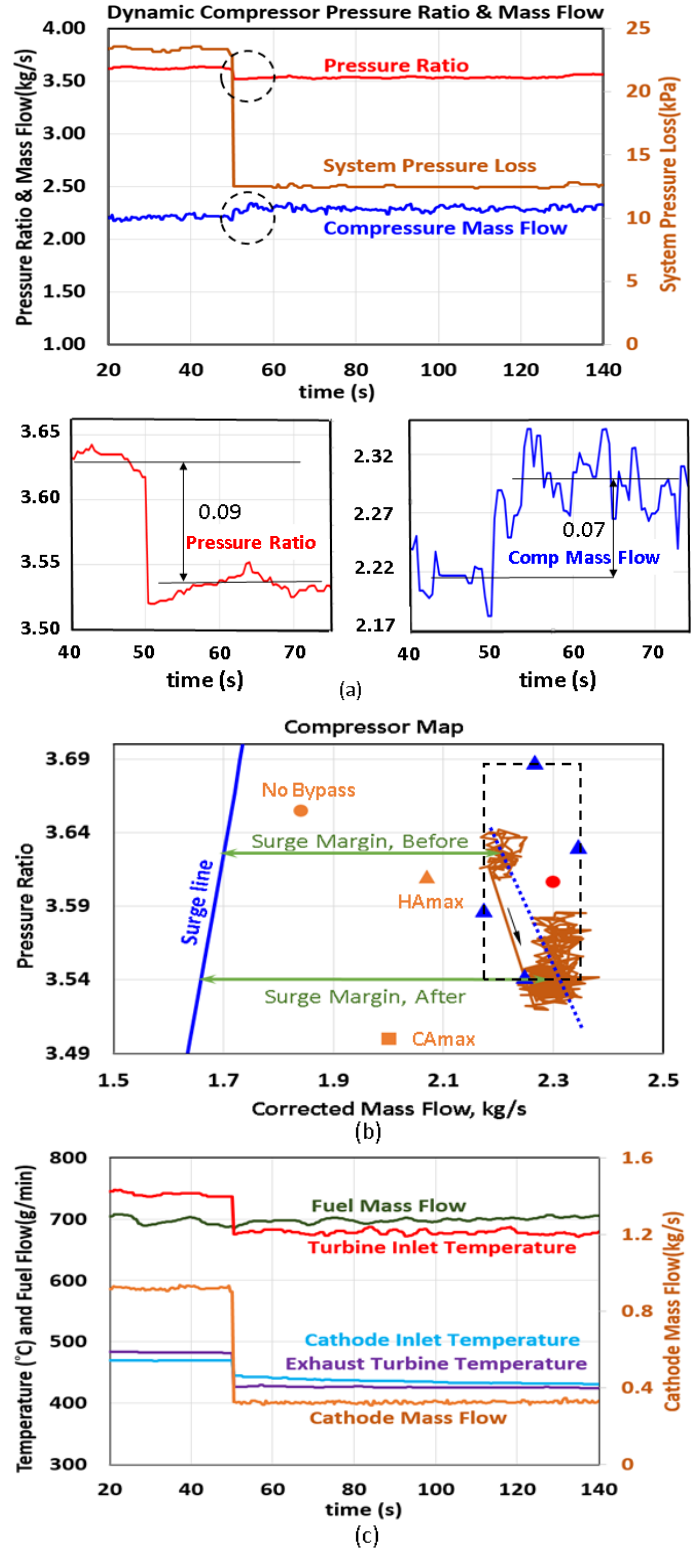 Dynamic Compressor Pressure Ratio & Mass Flow
Pressure Ratio & Mass Flow(kg/s)
4.00
3.50
3.00
2.50
2.00
1.50
1.00
Pressure Ratio
System Pressure Loss
Compressure Mass Flow
25
20
15
10
5
0
System Pressure Loss(kPa)
20 40 60 80 100 120 140
time (s)
3.65
3.60
3.55
3.50
0.09
Pressure Ratio
40 50 60 70
time (s)
2.32
2.27
2.22
2.17
0.07
Comp Mass Flow
40 50 60 70
time (s)
(a)
Compressor Map
Pressure Ratio
3.69
3.64
3.59
3.54
3.49
Surge line
No Bypass
Surge Margin, Before
HAmax
Surge Margin, After
CAmax
1.5 1.7 1.9 2.1 2.3 2.5
Corrected Mass Flow, kg/s
(b)
Temperature (°C) and Fuel Flow(g/min)
800
700
600
500
400
300
Fuel Mass Flow
Turbine Inlet Temperature
Cathode Inlet Temperature
Exhaust Turbine Temperature
Cathode Mass Flow
1.6
1.2
0.8
0.4
0
Cathode Mass Flow(kg/s)
20 40 60 80 100 120 140
time (s)
(c)